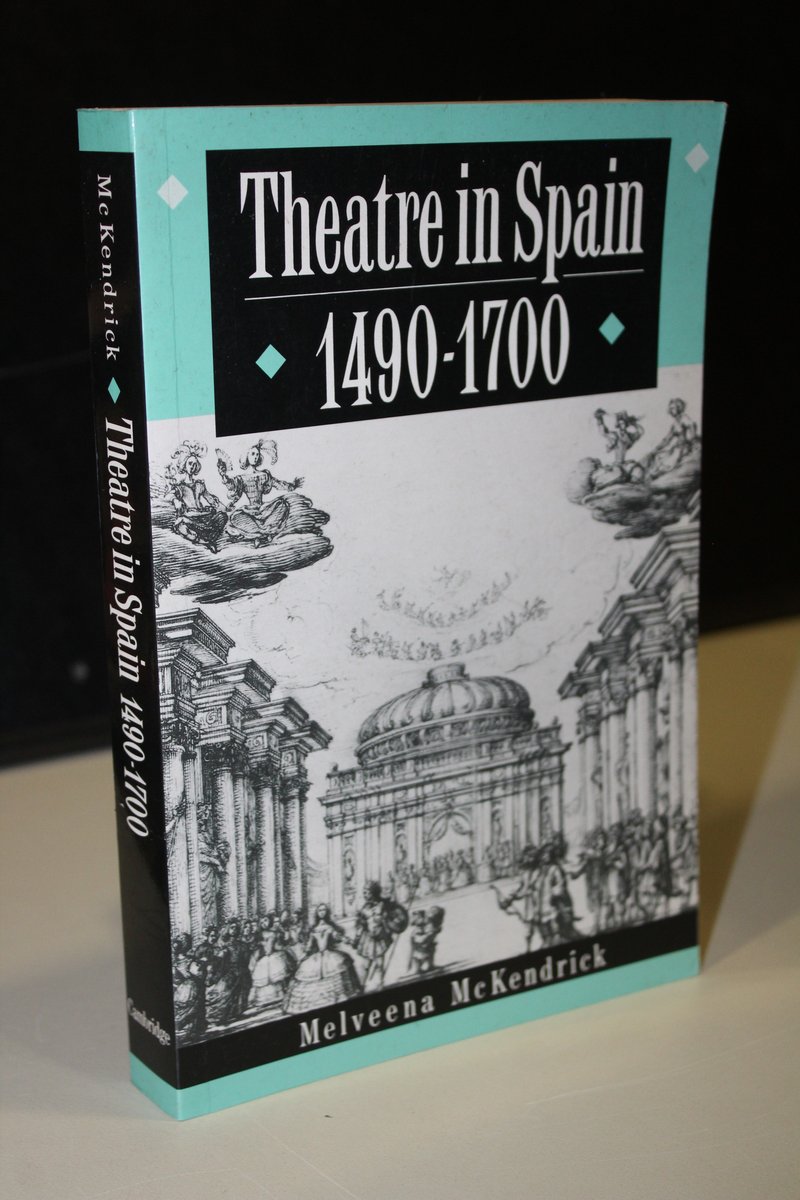 Theatre in Spain
1490-1700
Melveena McKendrick
McKendrick
Theatre in Spain 1490-1700
Cambridge